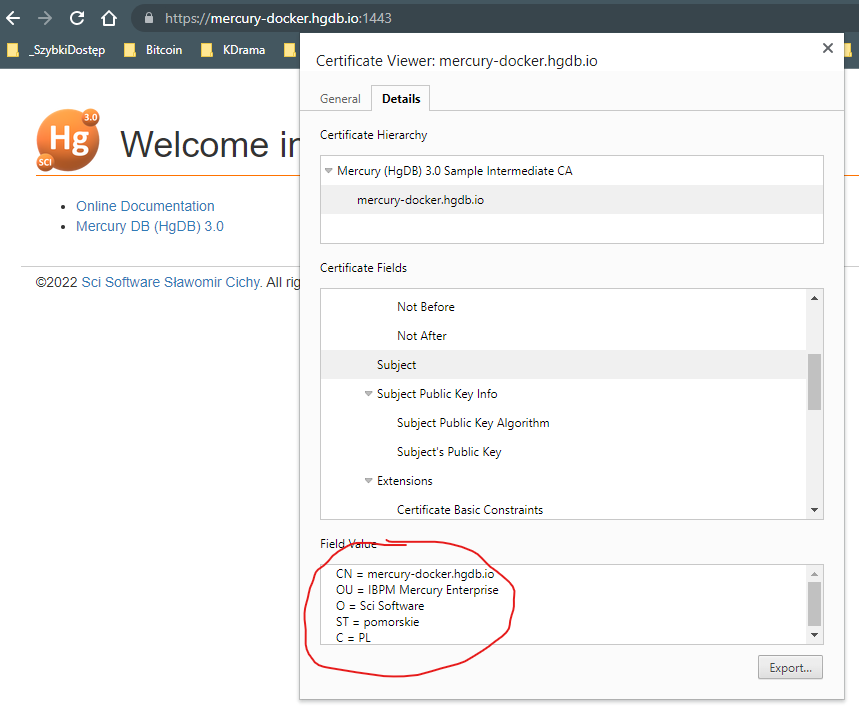 https://mercury-docker.hgdb.io:1443
_SzybkiDostęp Bitcoin KDrama
Hg 3.0 SCI
Welcome in
Online Documentation
Mercury DB (HgDB) 3.0
©2022 Sci Software Sławomir Cichy. All rig
Certificate Viewer: mercury-docker.hgdb.io
General Details
Certificate Hierarchy
Mercury (HgDB) 3.0 Sample Intermediate CA
mercury-docker.hgdb.io
Certificate Fields
Not Before
Not After
Subject
Subject Public Key Info
Subject Public Key Algorithm
Subject's Public Key
Extensions
Certificate Basic Constraints
Field Value
CN = mercury-docker.hgdb.io
OU = IBPM Mercury Enterprise
O = Sci Software
ST = pomorskie
C = PL
Export...